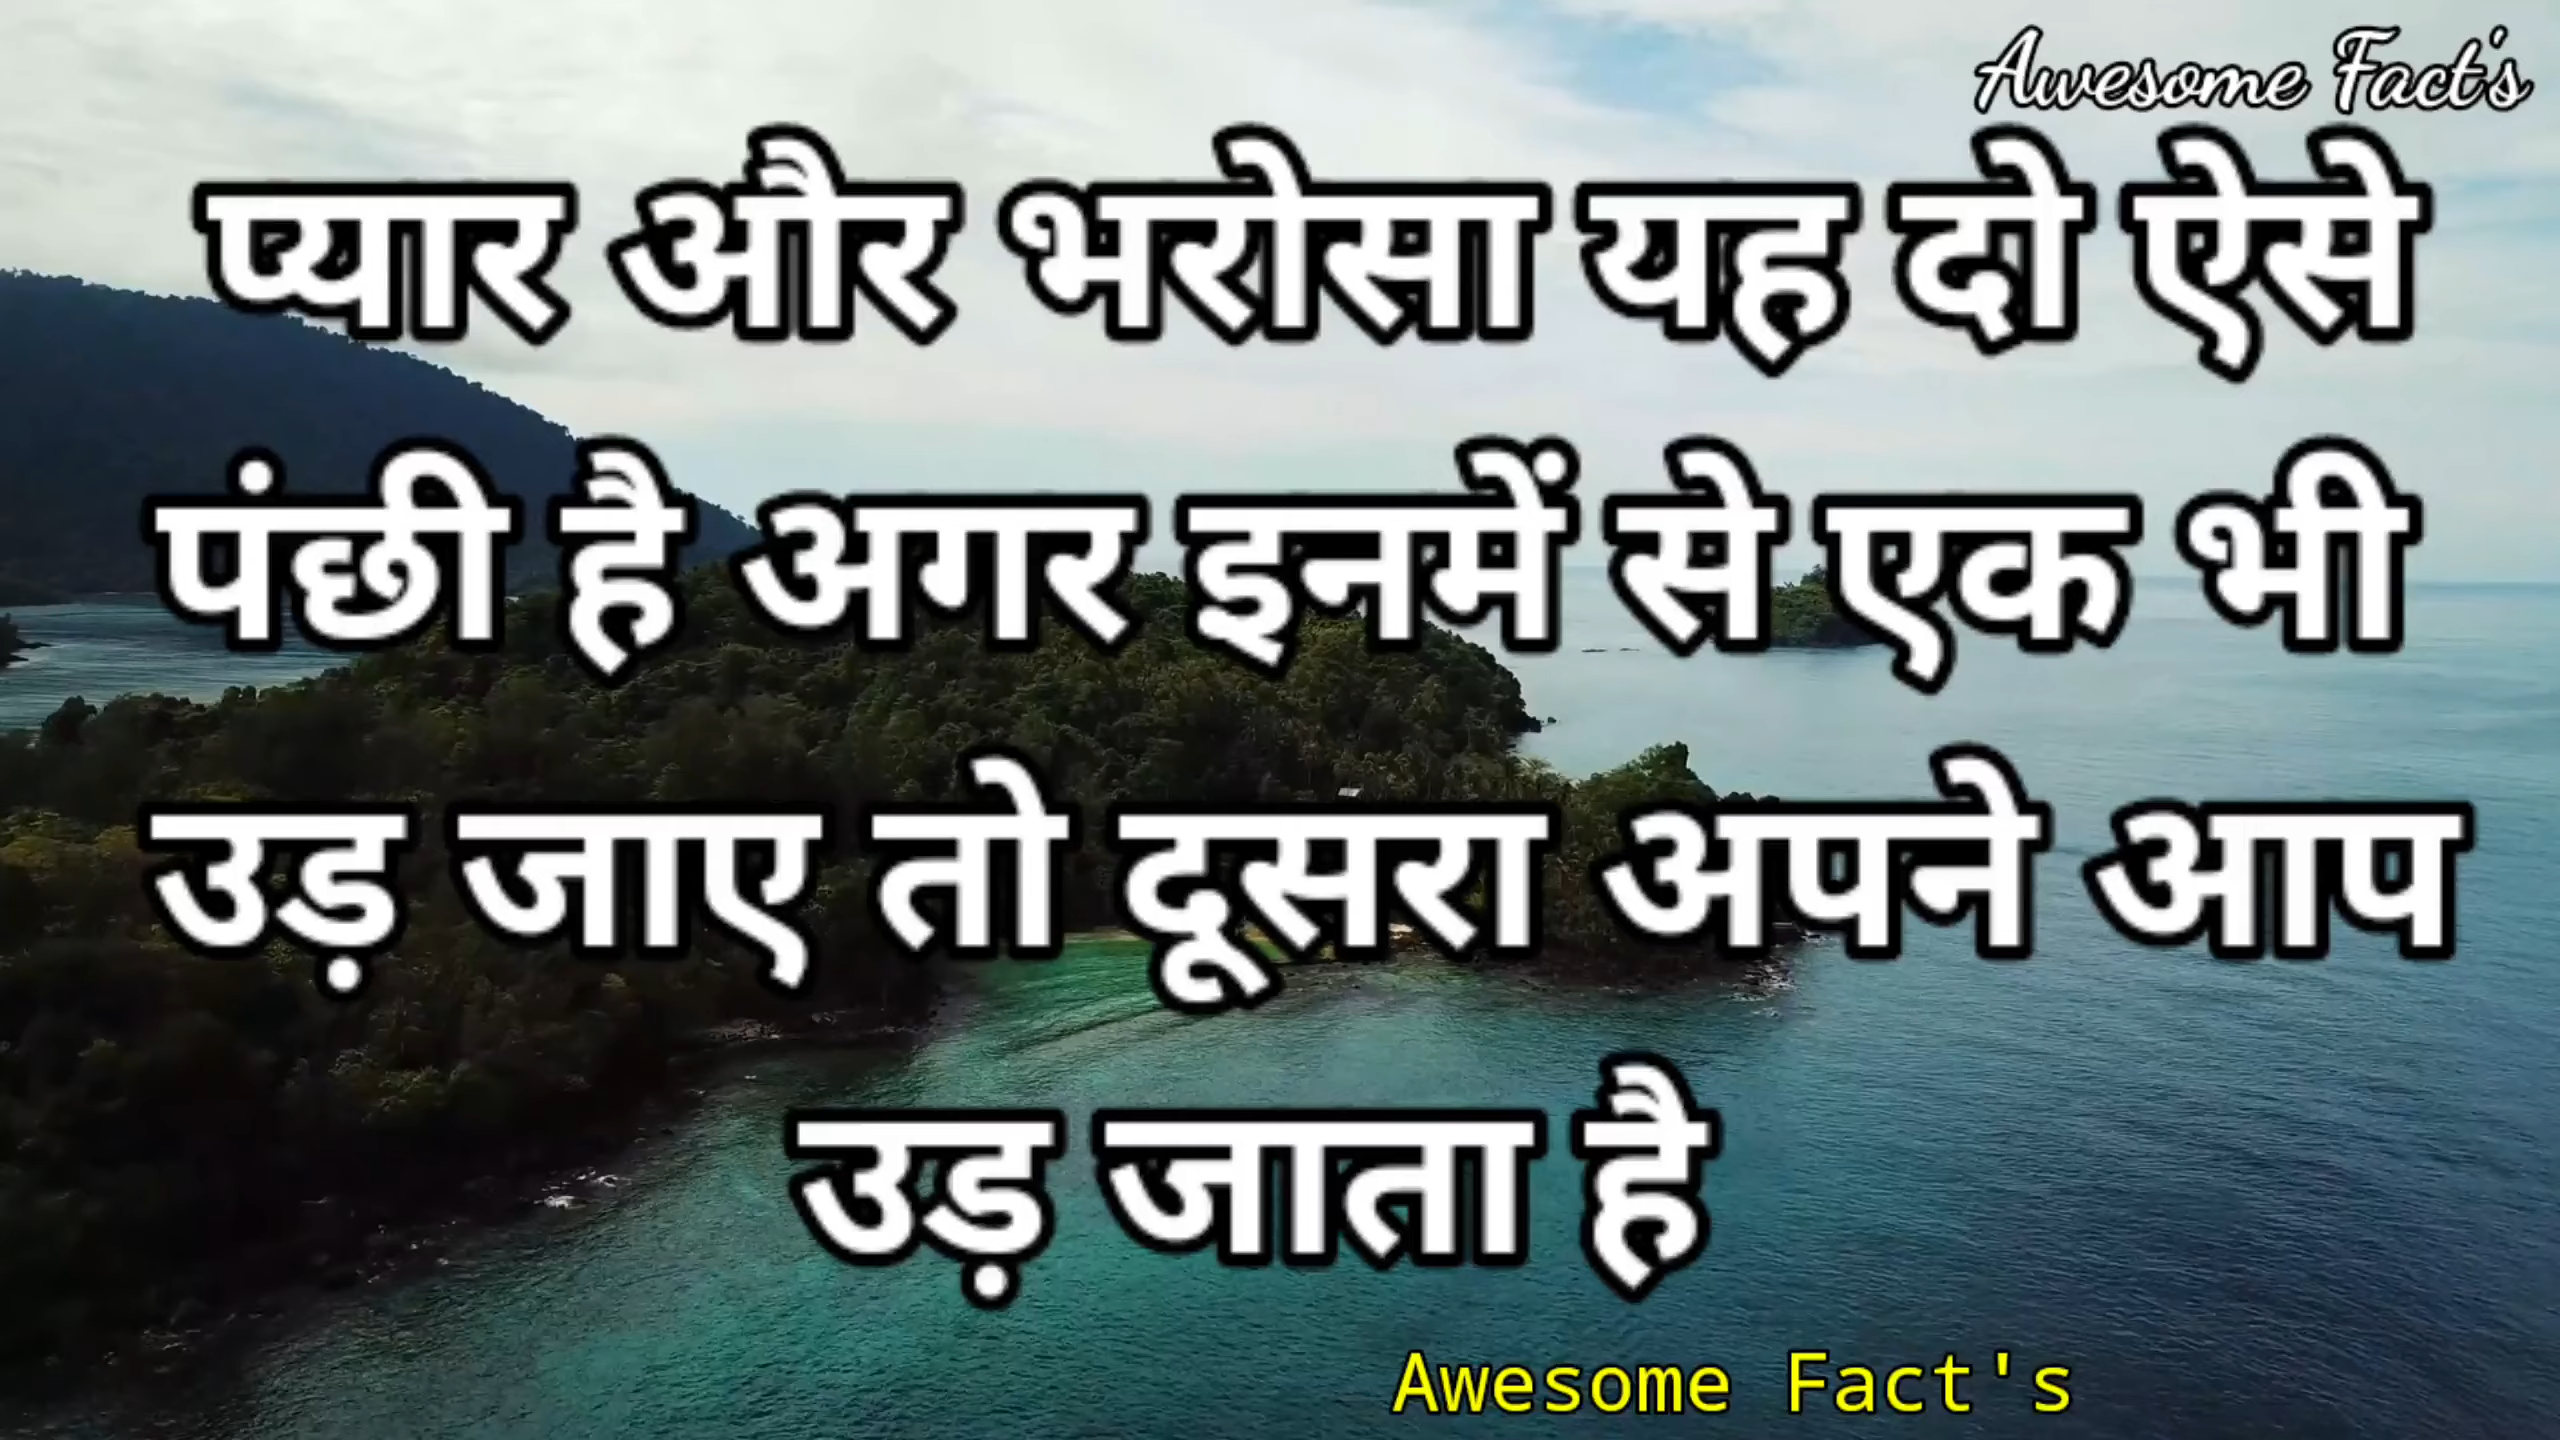 Awesome Fact's
प्यार और भरोसा यह दो ऐसे
पंछी है अगर इनमें से एक भी
उड़ जाए तो दूसरा अपने आप
उड़ जाता है
Awesome Fact's